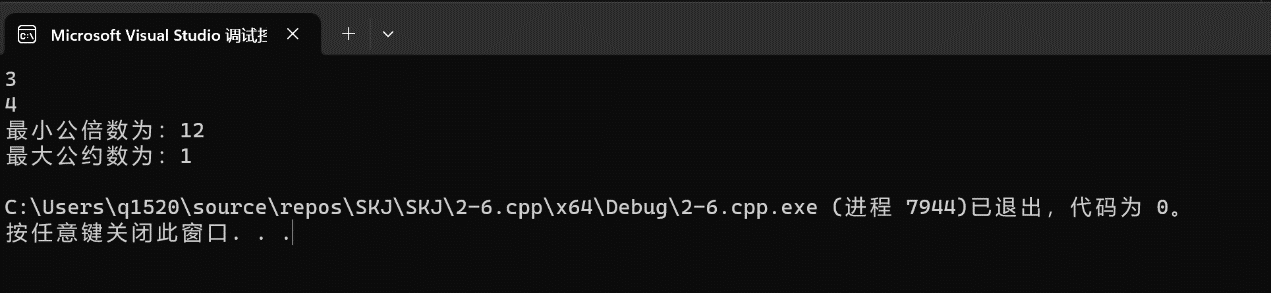 Microsoft Visual Studio 调试控
3
4
最小公倍数为：12
最大公约数为：1
C:\Users\q1520\source\repos\SKJ\SKJ\2-6.cpp\x64\Debug\2-6.cpp.exe (进程 7944)已退出，代码为 0。
按任意键关闭此窗口. . .